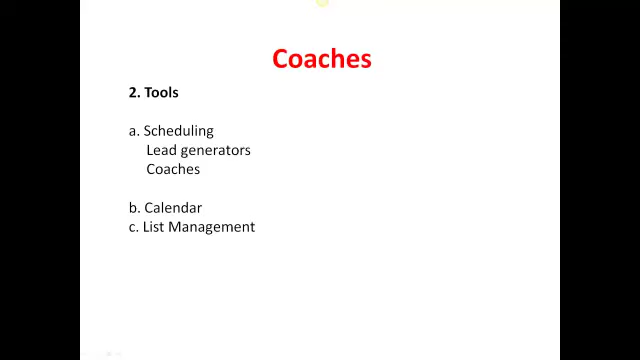 Coaches
2. Tools
a. Scheduling
Lead generators
Coaches
b. Calendar
c. List Management